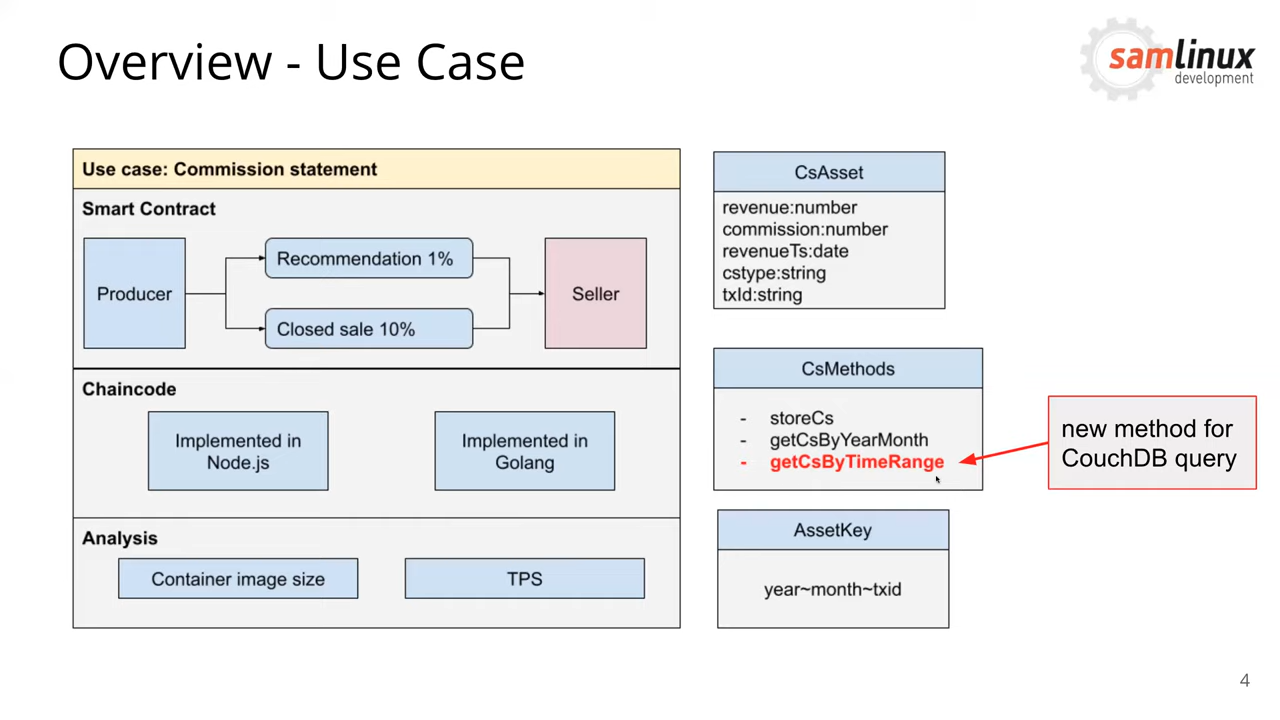 Overview - Use Case
samlinux
development
Use case: Commission statement
Smart Contract
Producer
Recommendation 1%
Closed sale 10%
Seller
Chaincode
Implemented in
Node.js
Implemented in
Golang
Analysis
Container image size
TPS
CsAsset
revenue:number
commission:number
revenueTs:date
cstype:string
txId:string
CsMethods
- storeCs
- getCsByYearMonth
- getCsByTimeRange
new method for
CouchDB query
AssetKey
year~month~txid
4